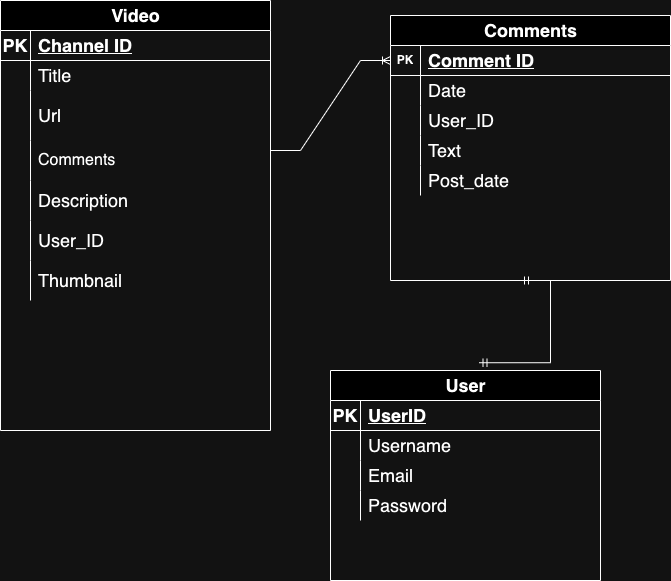 Video
PK Channel ID
Title
Url
Comments
Description
User_ID
Thumbnail
Comments
PK Comment ID
Date
User_ID
Text
Post_date
User
PK UserID
Username
Email
Password